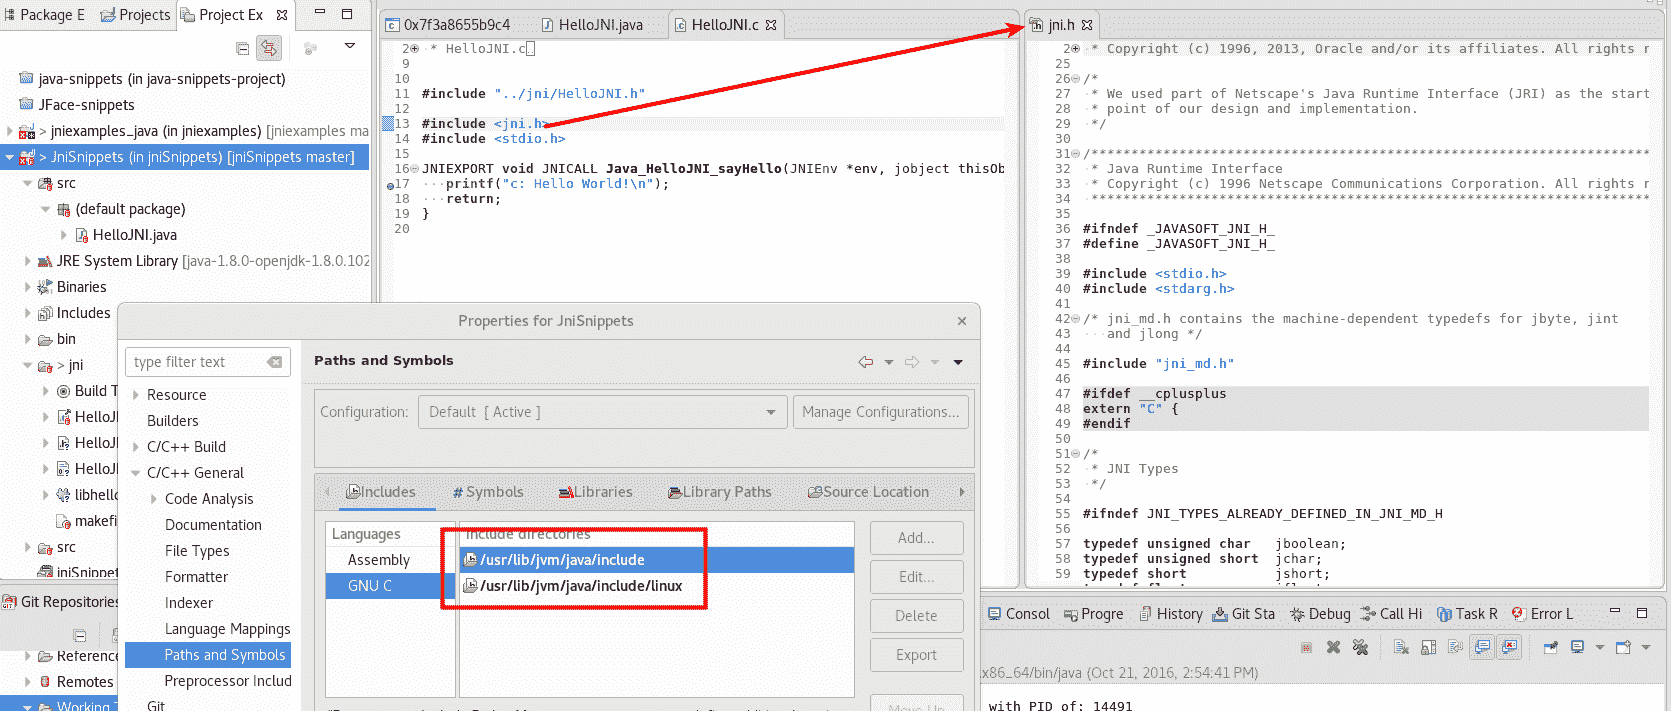 Package E
Projects
Project Ex
java-snippets (in java-snippets-project)
JFace-snippets
> jniexamples_java (in jniexamples) [jniexamples ma
> JniSnippets (in jniSnippets) [jniSnippets master]
> src
(default package)
HelloJNI.java
JRE System Library [java-1.8.0-openjdk-1.8.0.102
Binaries
Includes
bin
> jni
Build T
HelloJ
HelloJ
HelloJ
libhello
makefi
src
jniSnippet
Git Repositories
Reference
Remotes
Working T
0x7f3a8655b9c4
HelloJNI.java
HelloJNI.c
2 * HelloJNI.c
9
10
11 #include "../jni/HelloJNI.h"
12
13 #include <jni.h>
14 #include <stdio.h>
15
16 JNIEXPORT void JNICALL Java_HelloJNI_sayHello(JNIEnv *env, jobject thisOb
17 printf("c: Hello World!\n");
18 return;
19 }
20
jni.h
2 * Copyright (c) 1996, 2013, Oracle and/or its affiliates. All rights r
25
26 /*
27 * We used part of Netscape's Java Runtime Interface (JRI) as the start
28 * point of our design and implementation.
29 */
30
31 /***********************************************************************
32 * Java Runtime Interface
33 * Copyright (c) 1996 Netscape Communications Corporation. All rights r
34 ***********************************************************************
35
36 #ifndef _JAVASOFT_JNI_H_
37 #define _JAVASOFT_JNI_H_
38
39 #include <stdio.h>
40 #include <stdarg.h>
41
42 /* jni_md.h contains the machine-dependent typedefs for jbyte, jint
43 and jlong */
44
45 #include "jni_md.h"
46
47 #ifdef __cplusplus
48 extern "C" {
49 #endif
50
51 /*
52 * JNI Types
53 */
54
55 #ifndef JNI_TYPES_ALREADY_DEFINED_IN_JNI_MD_H
56
57 typedef unsigned char jboolean;
58 typedef unsigned short jchar;
59 typedef short jshort;
Properties for JniSnippets
type filter text
Resource
Builders
C/C++ Build
C/C++ General
Code Analysis
Documentation
File Types
Formatter
Indexer
Language Mappings
Paths and Symbols
Preprocessor Includ
Git
Paths and Symbols
Configuration:
Default [ Active ]
Manage Configurations...
Includes
# Symbols
Libraries
Library Paths
Source Location
Languages
Assembly
GNU C
Include directories
/usr/lib/jvm/java/include
/usr/lib/jvm/java/include/linux
Add...
Edit...
Delete
Export
Move Up
Consol
Progre
History
Git Sta
Debug
Call Hi
Task R
Error L
x86_64/bin/java (Oct 21, 2016, 2:54:41 PM)
with PID of: 14491